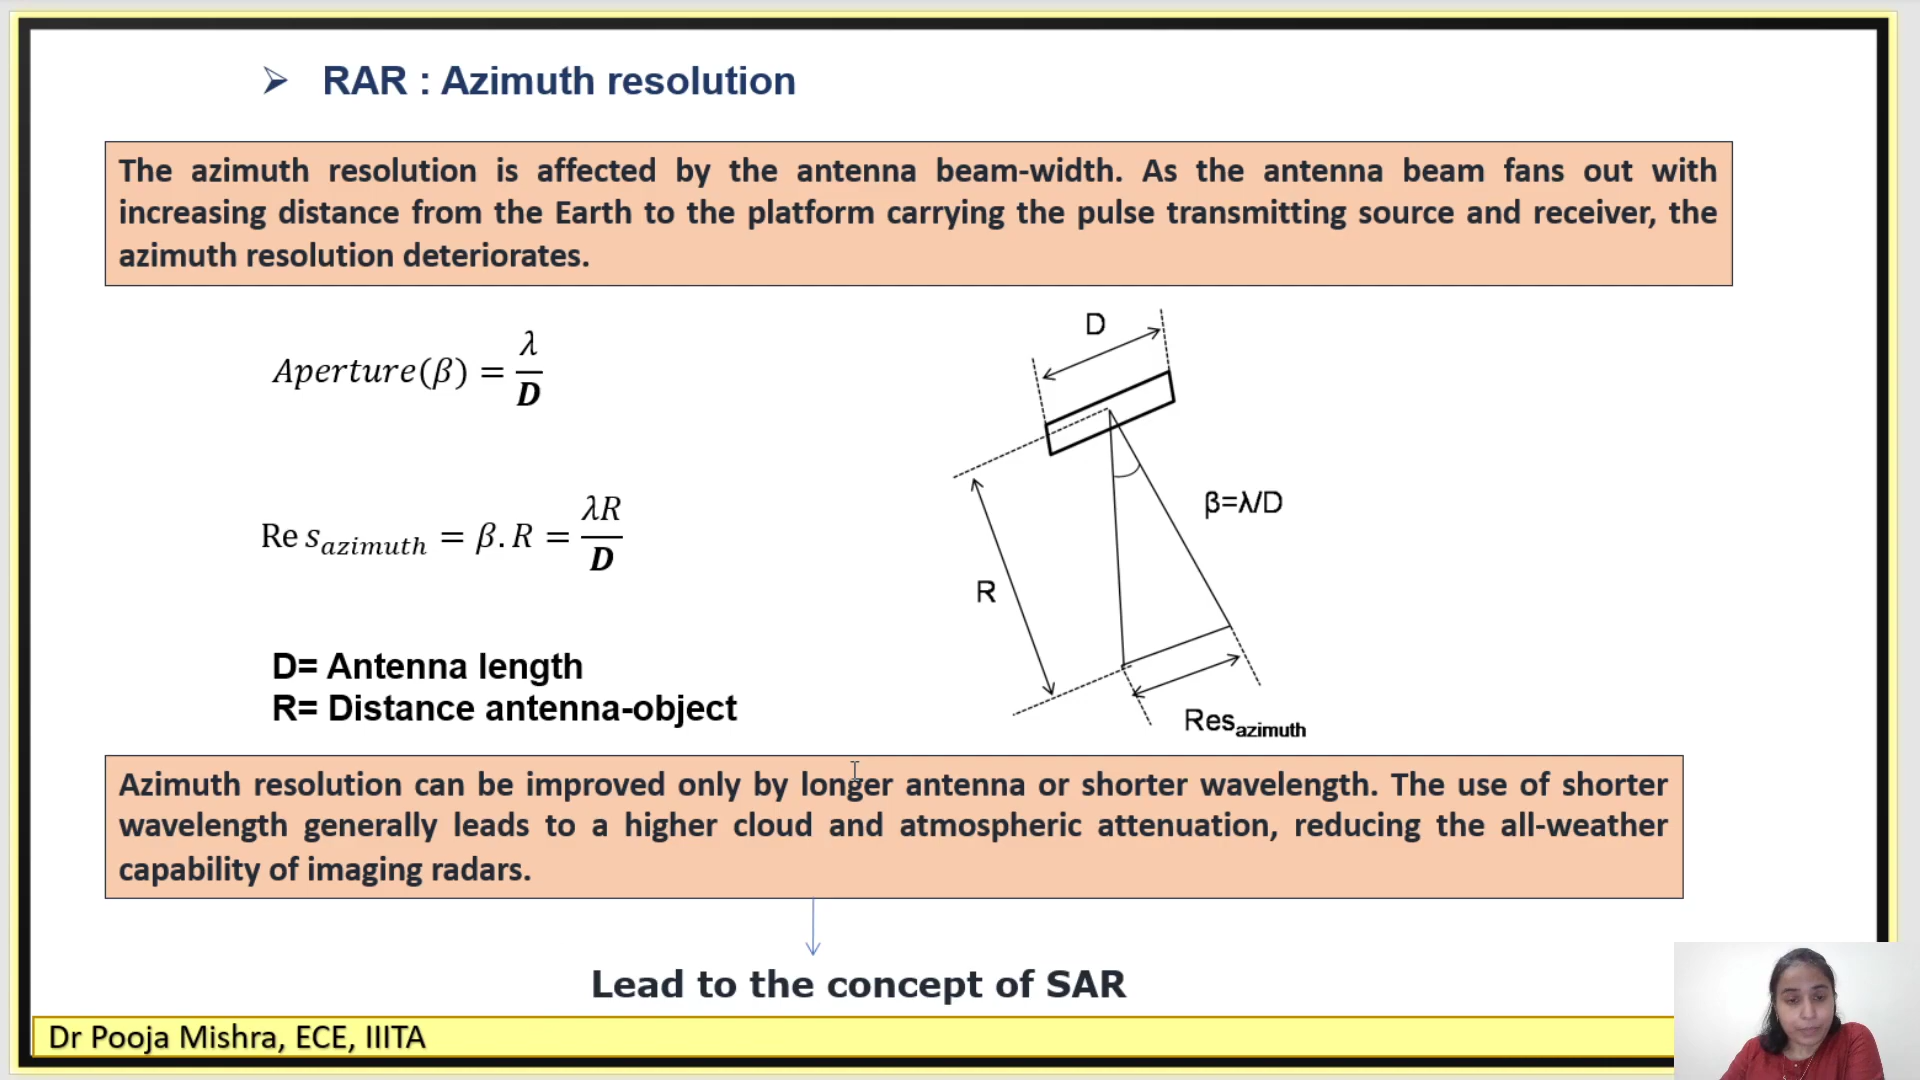 ➢ RAR : Azimuth resolution
The azimuth resolution is affected by the antenna beam-width. As the antenna beam fans out with
increasing distance from the Earth to the platform carrying the pulse transmitting source and receiver, the
azimuth resolution deteriorates.
Aperture(β) = λ/D
Re s_azimuth = β.R = λR/D
D= Antenna length
R= Distance antenna-object
D
β=λ/D
R
Res_azimuth
Azimuth resolution can be improved only by longer antenna or shorter wavelength. The use of shorter
wavelength generally leads to a higher cloud and atmospheric attenuation, reducing the all-weather
capability of imaging radars.
Lead to the concept of SAR
Dr Pooja Mishra, ECE, IIITA